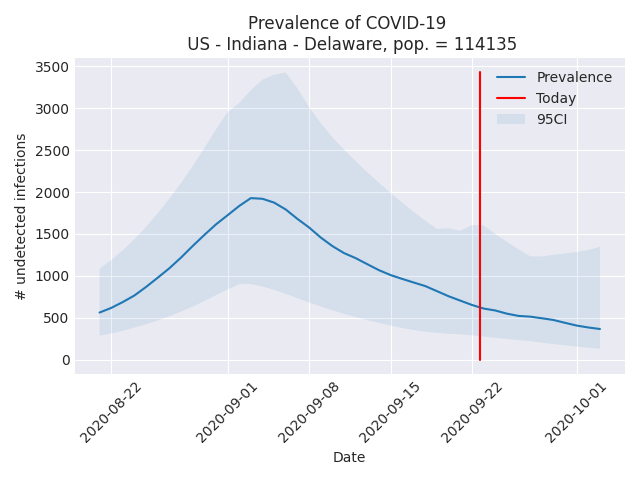 Prevalence of COVID-19
US - Indiana - Delaware, pop. = 114135
3500
3000
2500
2000
1500
1000
500
0
# undetected infections
Prevalence
Today
95CI
2020-08-22
2020-09-01
2020-09-08
2020-09-15
2020-09-22
2020-10-01
Date